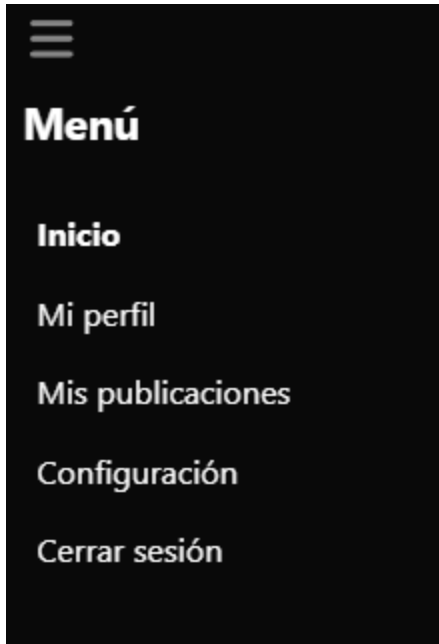 Menú
Inicio
Mi perfil
Mis publicaciones
Configuración
Cerrar sesión